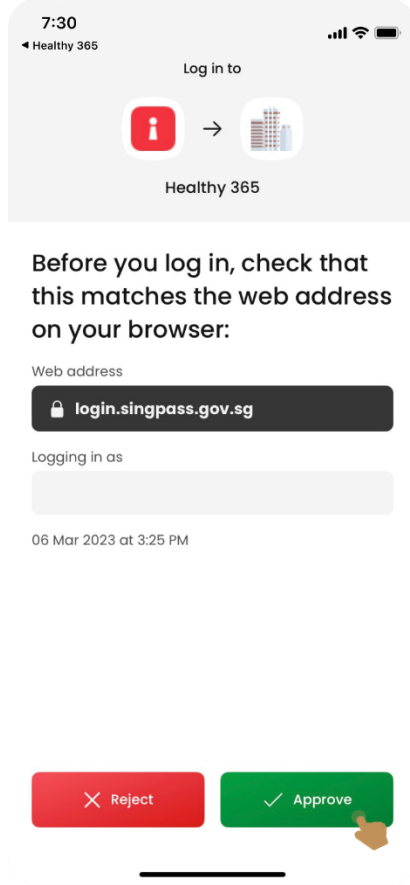 7:30
◀ Healthy 365
Log in to
Healthy 365
Before you log in, check that
this matches the web address
on your browser:
Web address
login.singpass.gov.sg
Logging in as
06 Mar 2023 at 3:25 PM
Reject
Approve